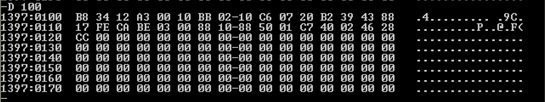 -D 100
1397:0100 B8 34 12 A3 00 10 BB 02-10 C6 07 20 B2 39 43 88 .4......... .9C.
1397:0110 17 FE CA BE 03 00 88 10-88 50 01 C7 40 02 46 28 .........P..@.F(
1397:0120 CC 00 00 00 00 00 00 00-00 00 00 00 00 00 00 00 ................
1397:0130 00 00 00 00 00 00 00 00-00 00 00 00 00 00 00 00 ................
1397:0140 00 00 00 00 00 00 00 00-00 00 00 00 00 00 00 00 ................
1397:0150 00 00 00 00 00 00 00 00-00 00 00 00 00 00 00 00 ................
1397:0160 00 00 00 00 00 00 00 00-00 00 00 00 00 00 00 00 ................
1397:0170 00 00 00 00 00 00 00 00-00 00 00 00 00 00 00 00 ................
-